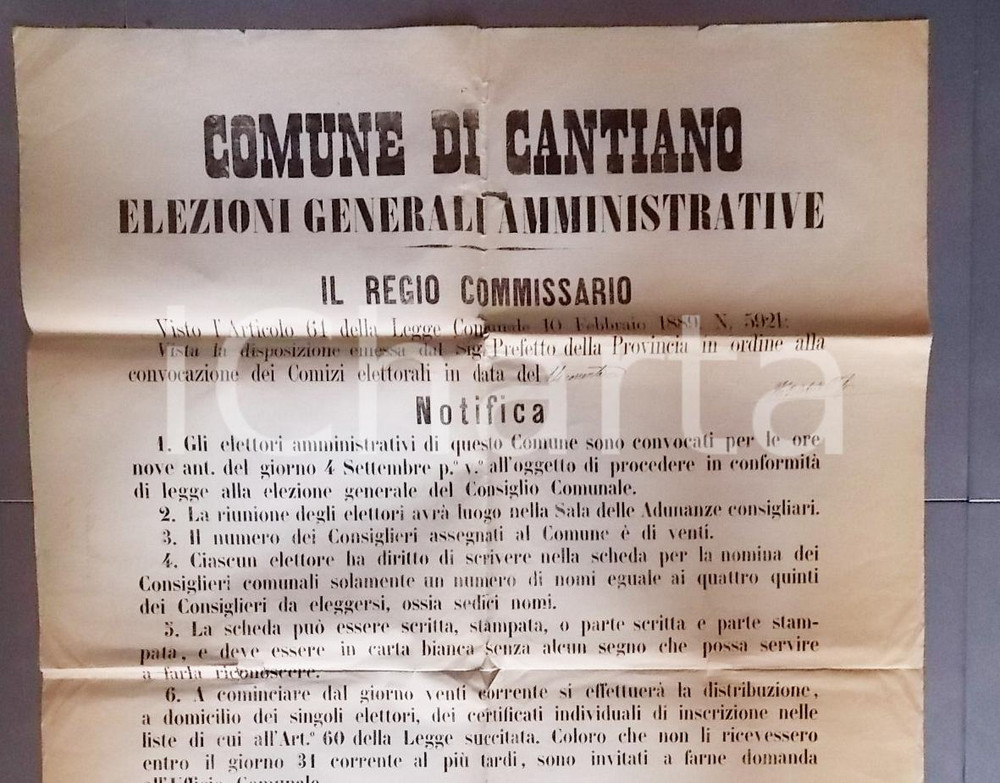 COMUNE DI CANTIANO
ELEZIONI GENERALI AMMINISTRATIVE
IL REGIO COMMISSARIO
Visto l'Articolo 61 della Legge Comunale 10 Febbraio 1889, N. 5921:
Vista la disposizione emessa dal Sig. Prefetto della Provincia in ordine alla
convocazione dei Comizi elettorali in data del
Notifica
1. Gli elettori amministrativi di questo Comune sono convocati per le ore
nove ant. del giorno 4 Settembre p.º v.º all'oggetto di procedere in conformità
di legge alla elezione generale del Consiglio Comunale.
2. La riunione degli elettori avrà luogo nella Sala delle Adunanze consigliari.
3. Il numero dei Consiglieri assegnati al Comune è di venti.
4. Ciascun elettore ha diritto di scrivere nella scheda per la nomina dei
Consiglieri comunali solamente un numero di nomi eguale ai quattro quinti
dei Consiglieri da eleggersi, ossia sedici nomi.
5. La scheda può essere scritta, stampata, o parte scritta e parte stam-
pata, e deve essere in carta bianca senza alcun segno che possa servire
a farla riconoscere.
6. A cominciare dal giorno venti corrente si effettuerà la distribuzione,
a domicilio dei singoli elettori, dei certificati individuali di inscrizione nelle
liste di cui all'Art.º 60 della Legge succitata. Coloro che non li ricevessero
entro il giorno 31 corrente al più tardi, sono invitati a farne domanda
all'Ufficio Comunale.
iCharta